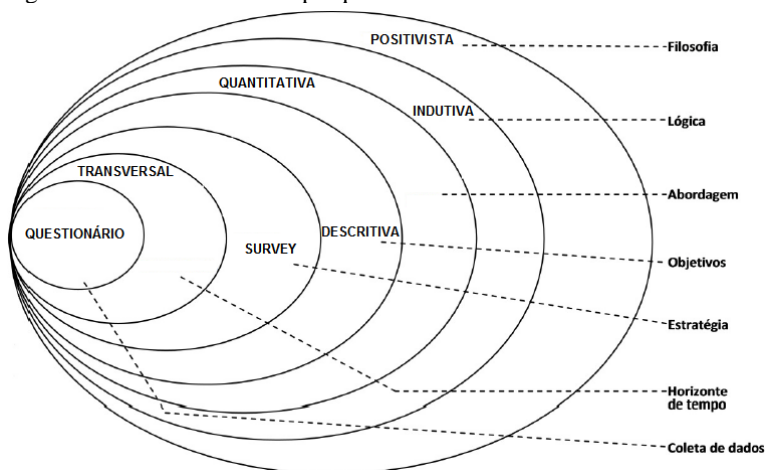 POSITIVISTA
Filosofia
QUANTITATIVA
INDUTIVA
Lógica
TRANSVERSAL
Abordagem
QUESTIONÁRIO
SURVEY
DESCRITIVA
Objetivos
Estratégia
Horizonte
de tempo
Coleta de dados